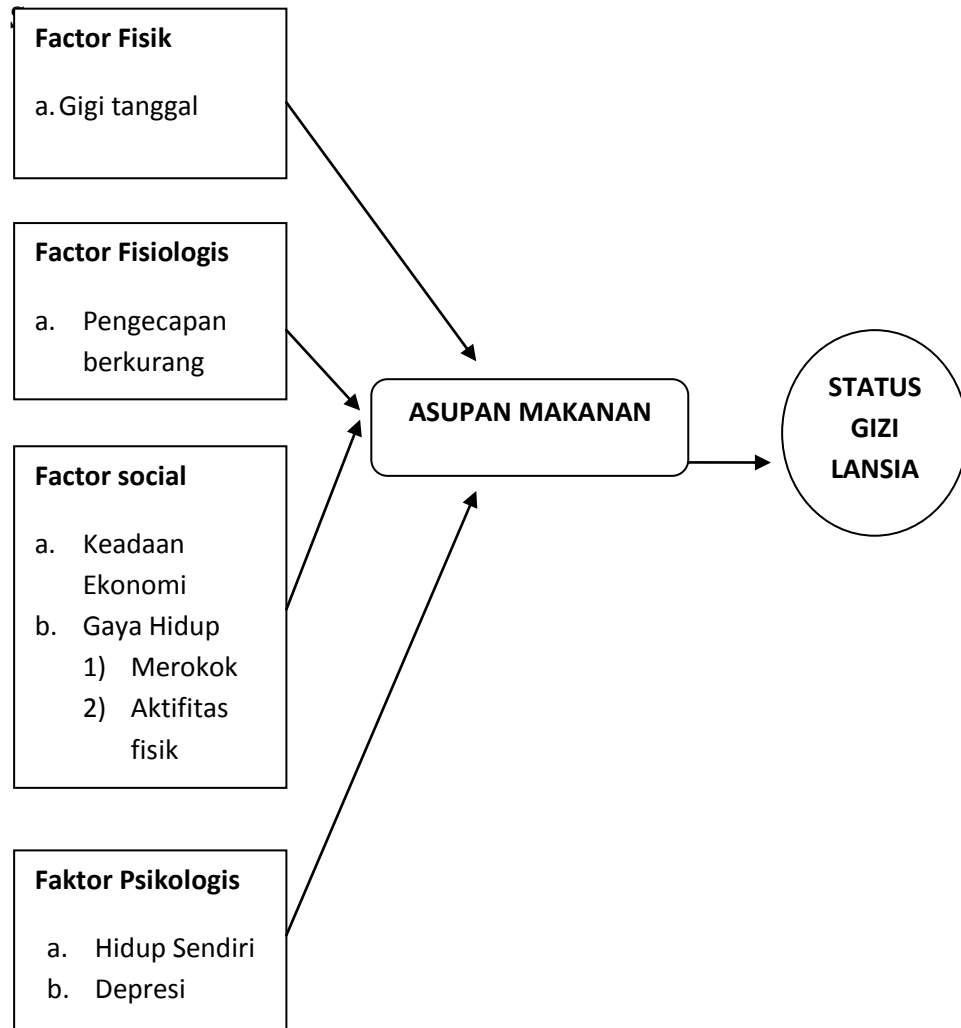 Factor Fisik
a. Gigi tanggal
Factor Fisiologis
a. Pengecapan
berkurang
Factor social
a. Keadaan
Ekonomi
b. Gaya Hidup
1) Merokok
2) Aktifitas
fisik
Faktor Psikologis
a. Hidup Sendiri
b. Depresi
ASUPAN MAKANAN
STATUS
GIZI
LANSIA